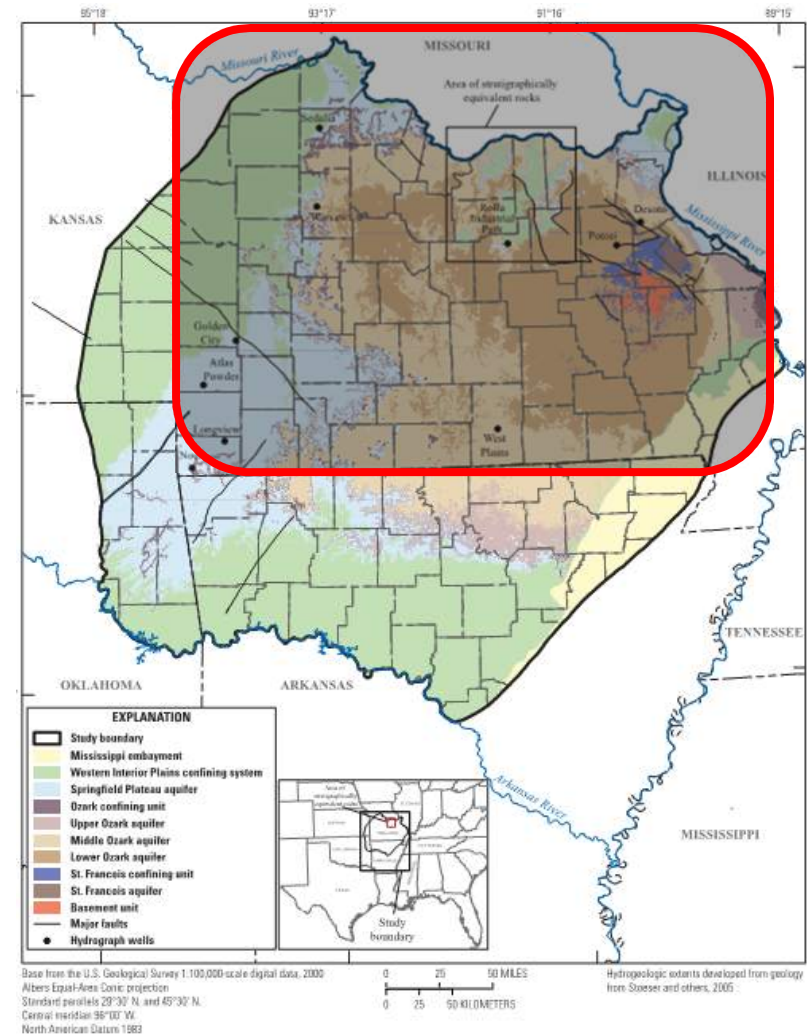 95°18'
93°17'
91°16'
89°15'
MISSOURI
Missouri River
Area of stratigraphically
equivalent rocks
Sedalia
ILLINOIS
KANSAS
Warsaw
Rolla
Industrial
Path
Desoto
Potosi
Mississippi River
Golden
City
Atlas
Powder
Longview
West
Plains
TENNESSEE
OKLAHOMA
ARKANSAS
Arkansas River
MISSISSIPPI
EXPLANATION
Study boundary
Mississippi embayment
Western Interior Plains confining system
Springfield Plateau aquifer
Ozark confining unit
Upper Ozark aquifer
Middle Ozark aquifer
Lower Ozark aquifer
St. Francois confining unit
St. Francois aquifer
Basement unit
Major faults
Hydrograph wells
Area of
Study
boundary
Base from the U.S. Geological Survey 1:100,000-scale digital data, 2000
Albers Equal-Area Conic projection
Standard parallels 29°30' N. and 45°30' N.
Central meridian 96°00' W.
North American Datum 1983
0 25 50 MILES
0 25 50 KILOMETERS
Hydrogeologic extents developed from geology
from Stoeser and others, 2005